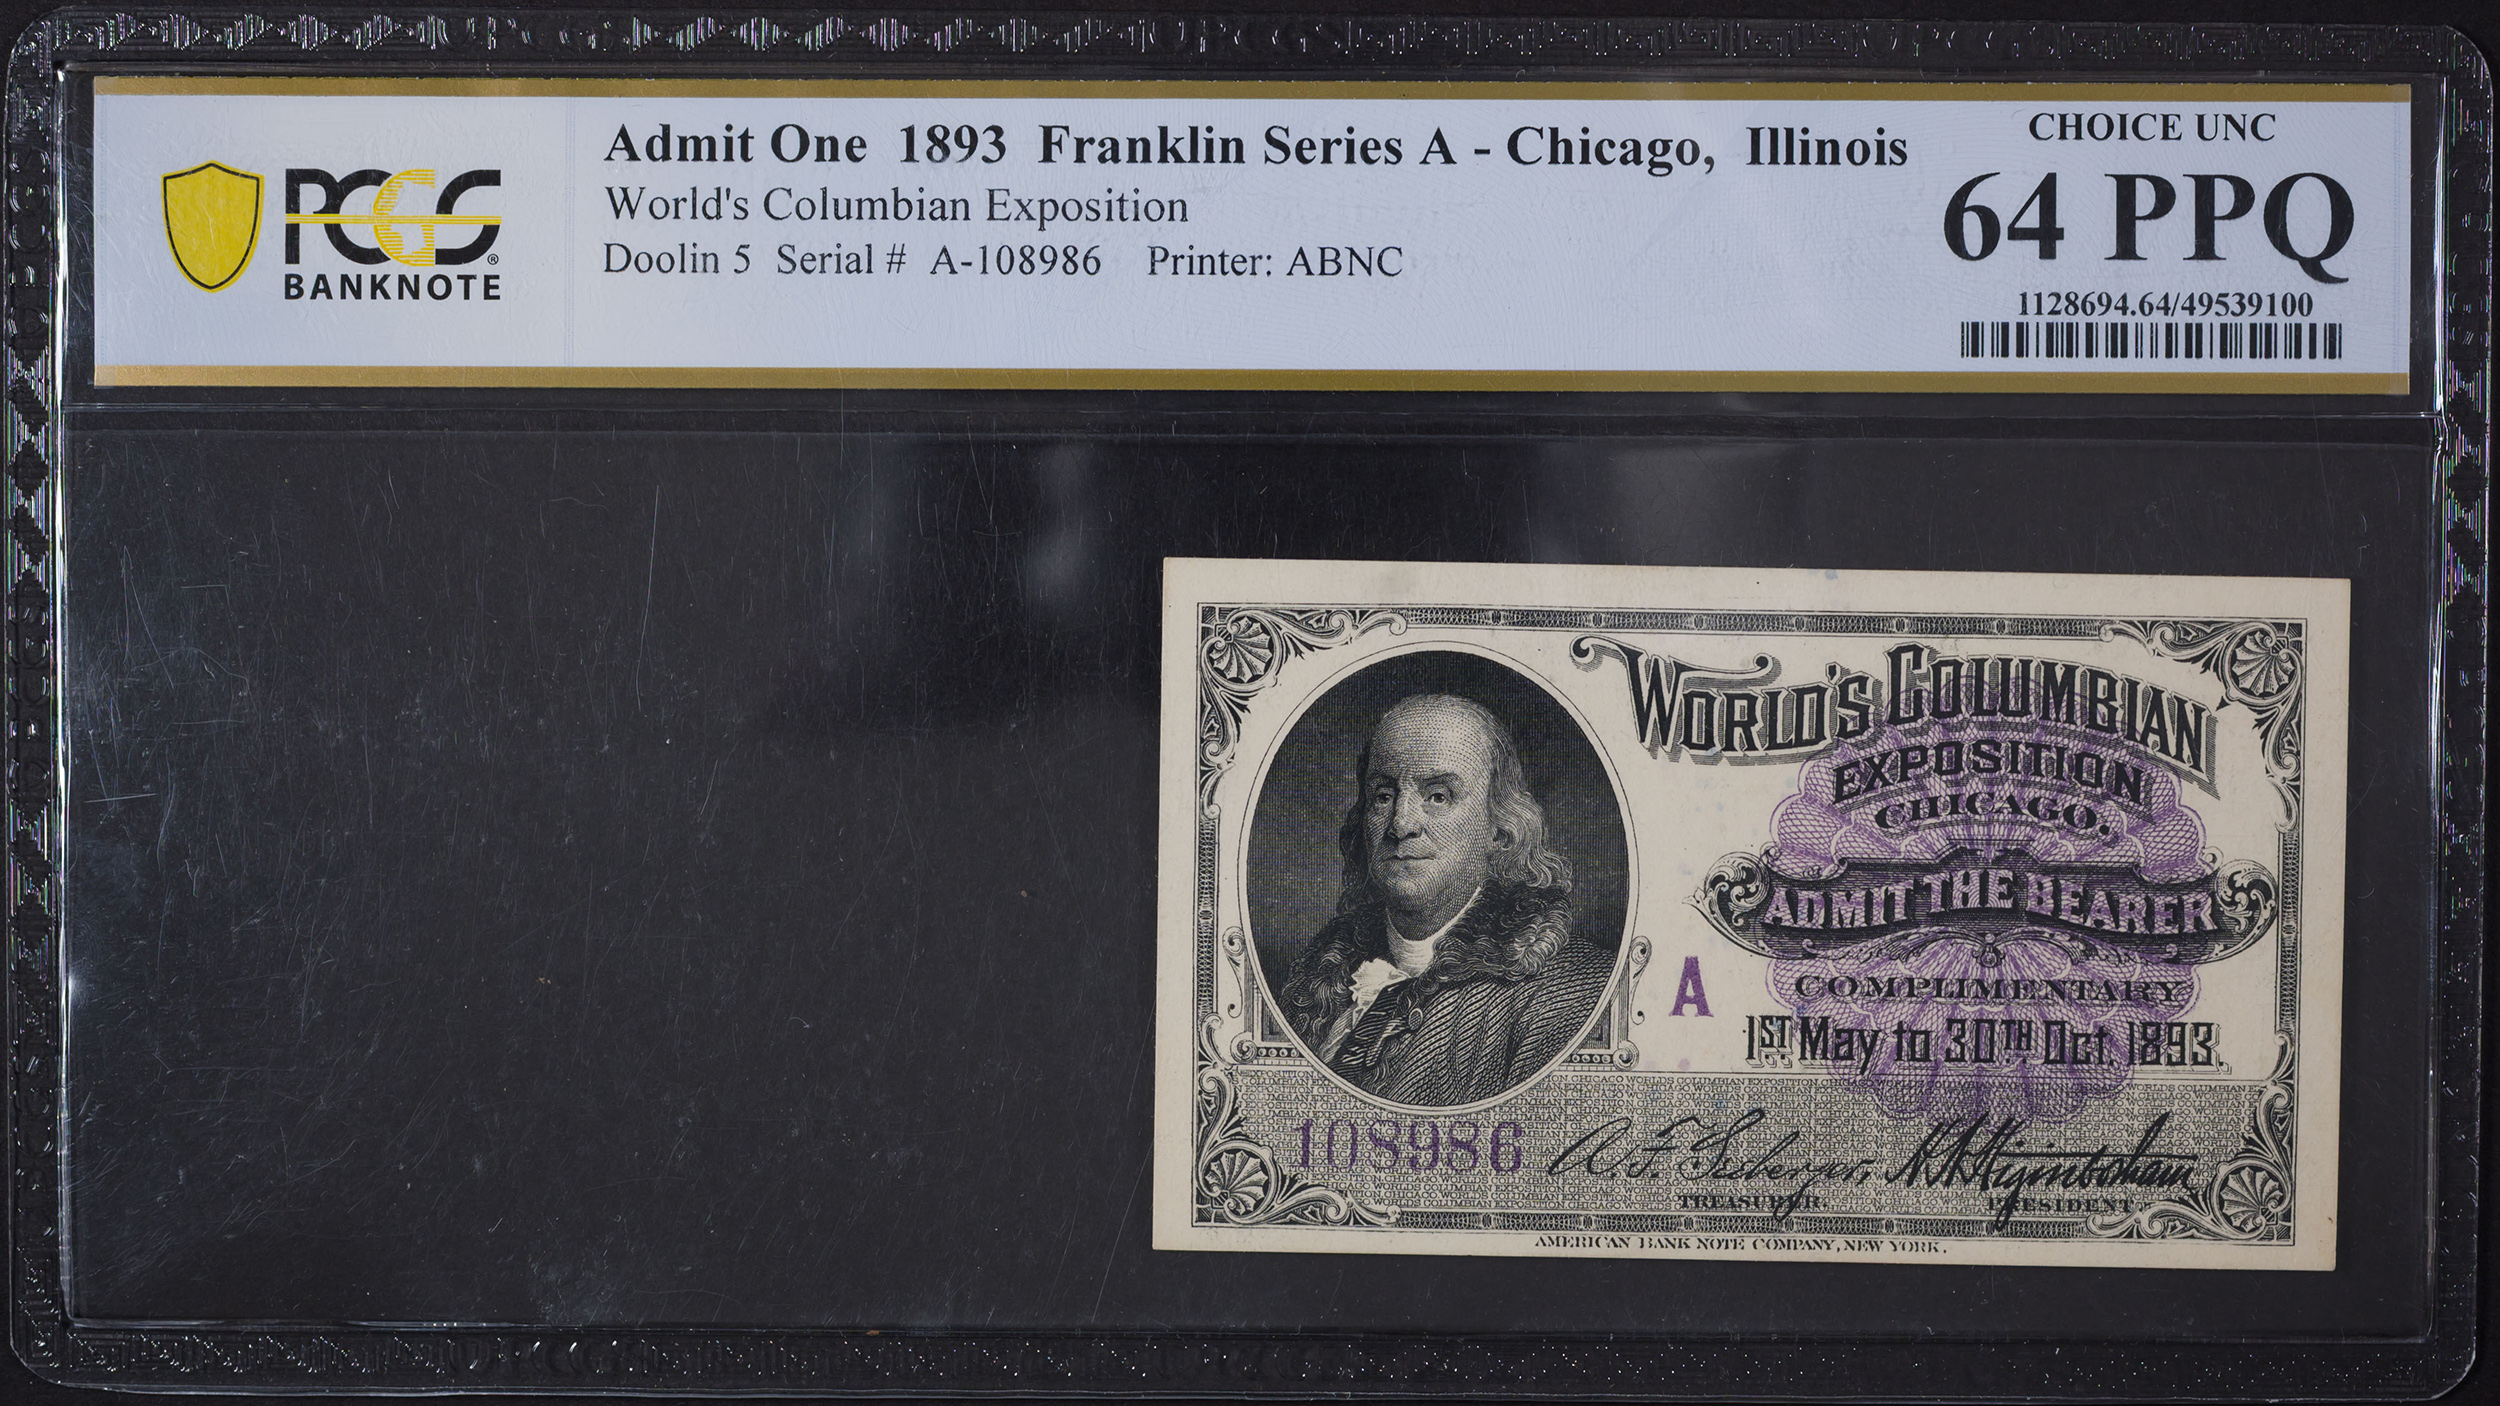 PCGS®
BANKNOTE
Admit One 1893 Franklin Series A - Chicago, Illinois
World's Columbian Exposition
Doolin 5 Serial # A-108986 Printer: ABNC
CHOICE UNC
64 PPQ
1128694.64/49539100
WORLD'S COLUMBIAN
EXPOSITION
CHICAGO.
ADMIT THE BEARER
A
COMPLIMENTARY
1ST May to 30TH Oct. 1893.
108986
A. F. Seeberger, H. N. Higinbotham
TREASURER. PRESIDENT
AMERICAN BANK NOTE COMPANY, NEW YORK.